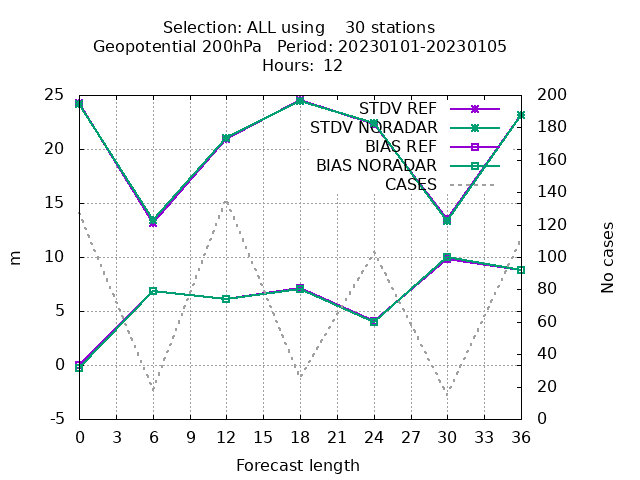 Selection: ALL using    30 stations
Geopotential 200hPa   Period: 20230101-20230105
Hours: 12
STDV REF
STDV NORADAR
BIAS REF
BIAS NORADAR
CASES
25
20
15
10
5
0
-5
m
200
180
160
140
120
100
80
60
40
20
0
No cases
0 3 6 9 12 15 18 21 24 27 30 33 36
Forecast length